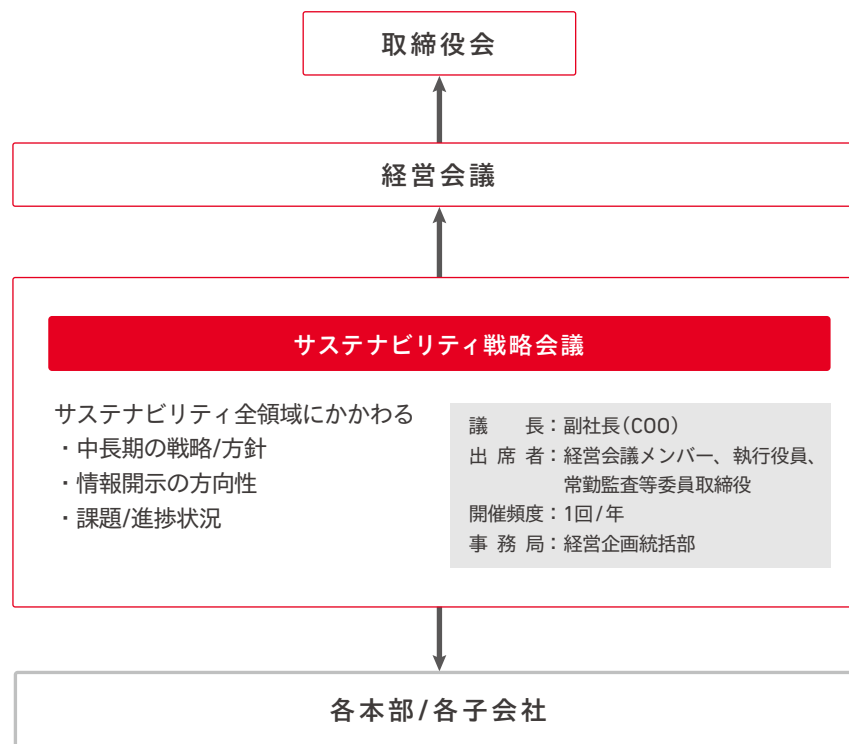 取締役会
経営会議
サステナビリティ戦略会議
サステナビリティ全領域にかかわる
・中長期の戦略/方針
・情報開示の方向性
・課題/進捗状況
議長：副社長（COO）
出席者：経営会議メンバー、執行役員、
常勤監査等委員取締役
開催頻度：1回/年
事務局：経営企画統括部
各本部/各子会社